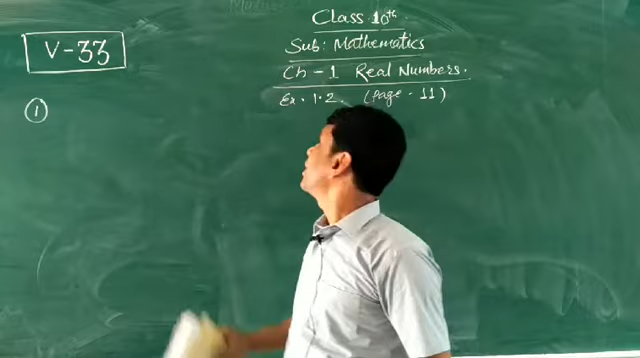 Class 10th
V-33
Sub: Mathematics
Ch-1 Real Numbers.
Ex. 1.2. (Page - 11)
1